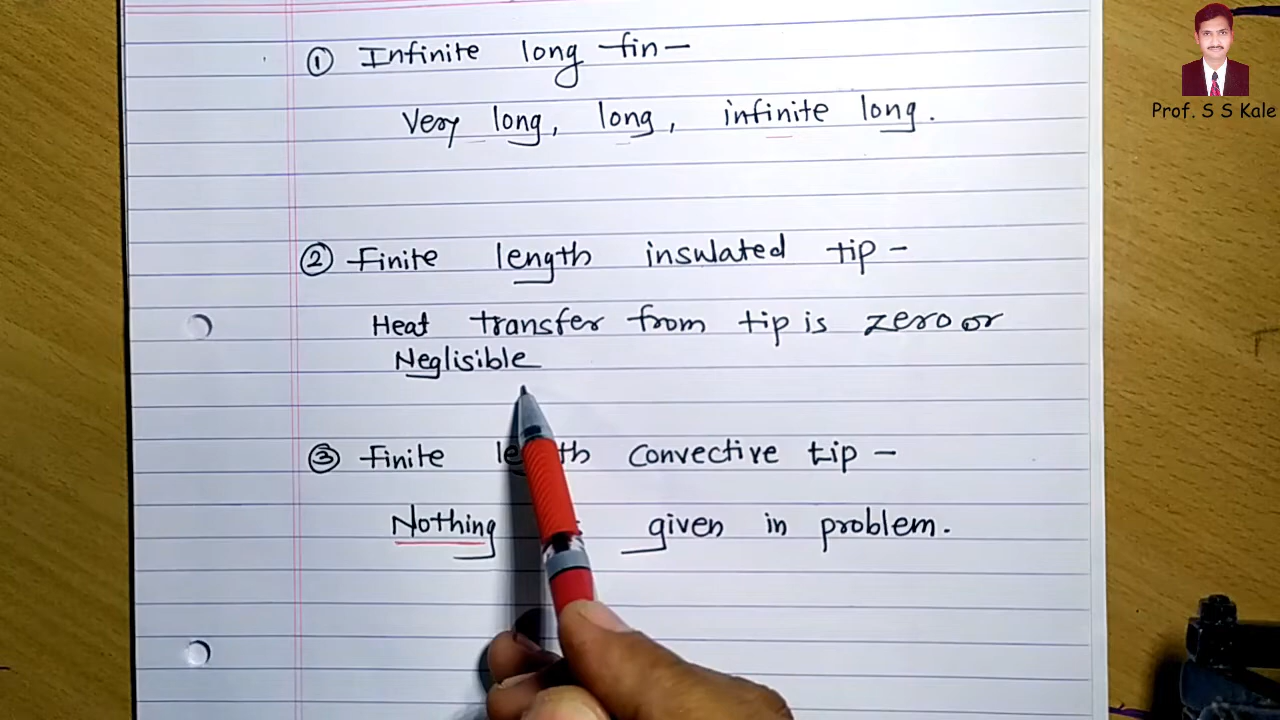 ① Infinite long fin-
Very long, long, infinite long.
② Finite length insulated tip -
Heat transfer from tip is zero or
Neglisible
③ Finite convective tip -
Nothing given in problem.
Prof. S S Kale